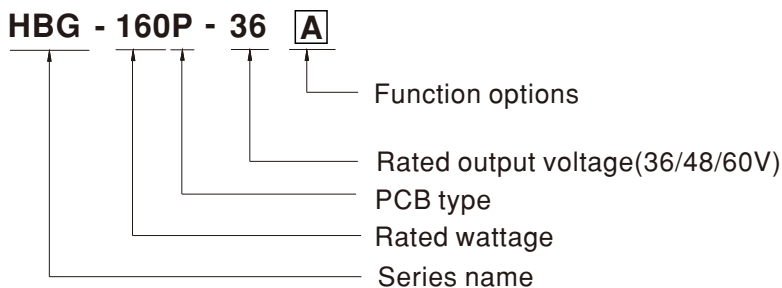 HBG - 160P - 36 A
Function options
Rated output voltage(36/48/60V)
PCB type
Rated wattage
Series name